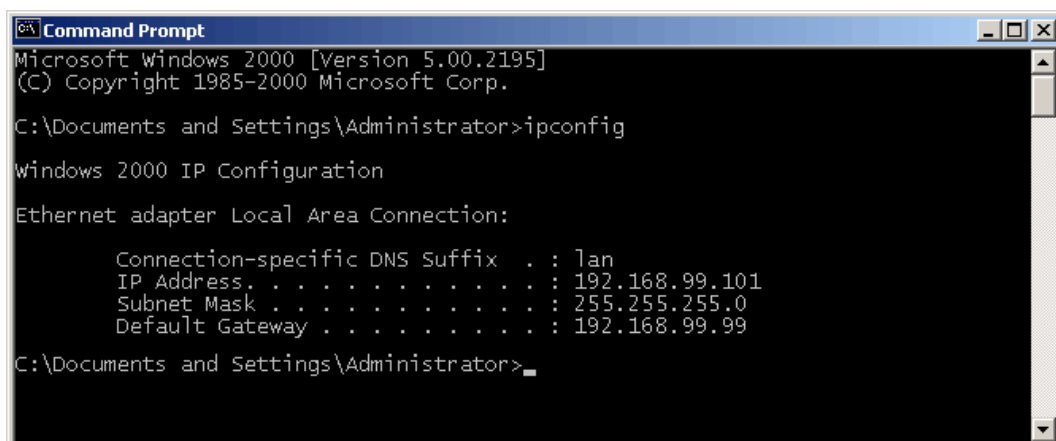 Command Prompt
Microsoft Windows 2000 [Version 5.00.2195]
(C) Copyright 1985-2000 Microsoft Corp.
C:\Documents and Settings\Administrator>ipconfig
Windows 2000 IP Configuration
Ethernet adapter Local Area Connection:
Connection-specific DNS Suffix  . : lan
IP Address. . . . . . . . . . . . : 192.168.99.101
Subnet Mask . . . . . . . . . . . : 255.255.255.0
Default Gateway . . . . . . . . . : 192.168.99.99
C:\Documents and Settings\Administrator>_